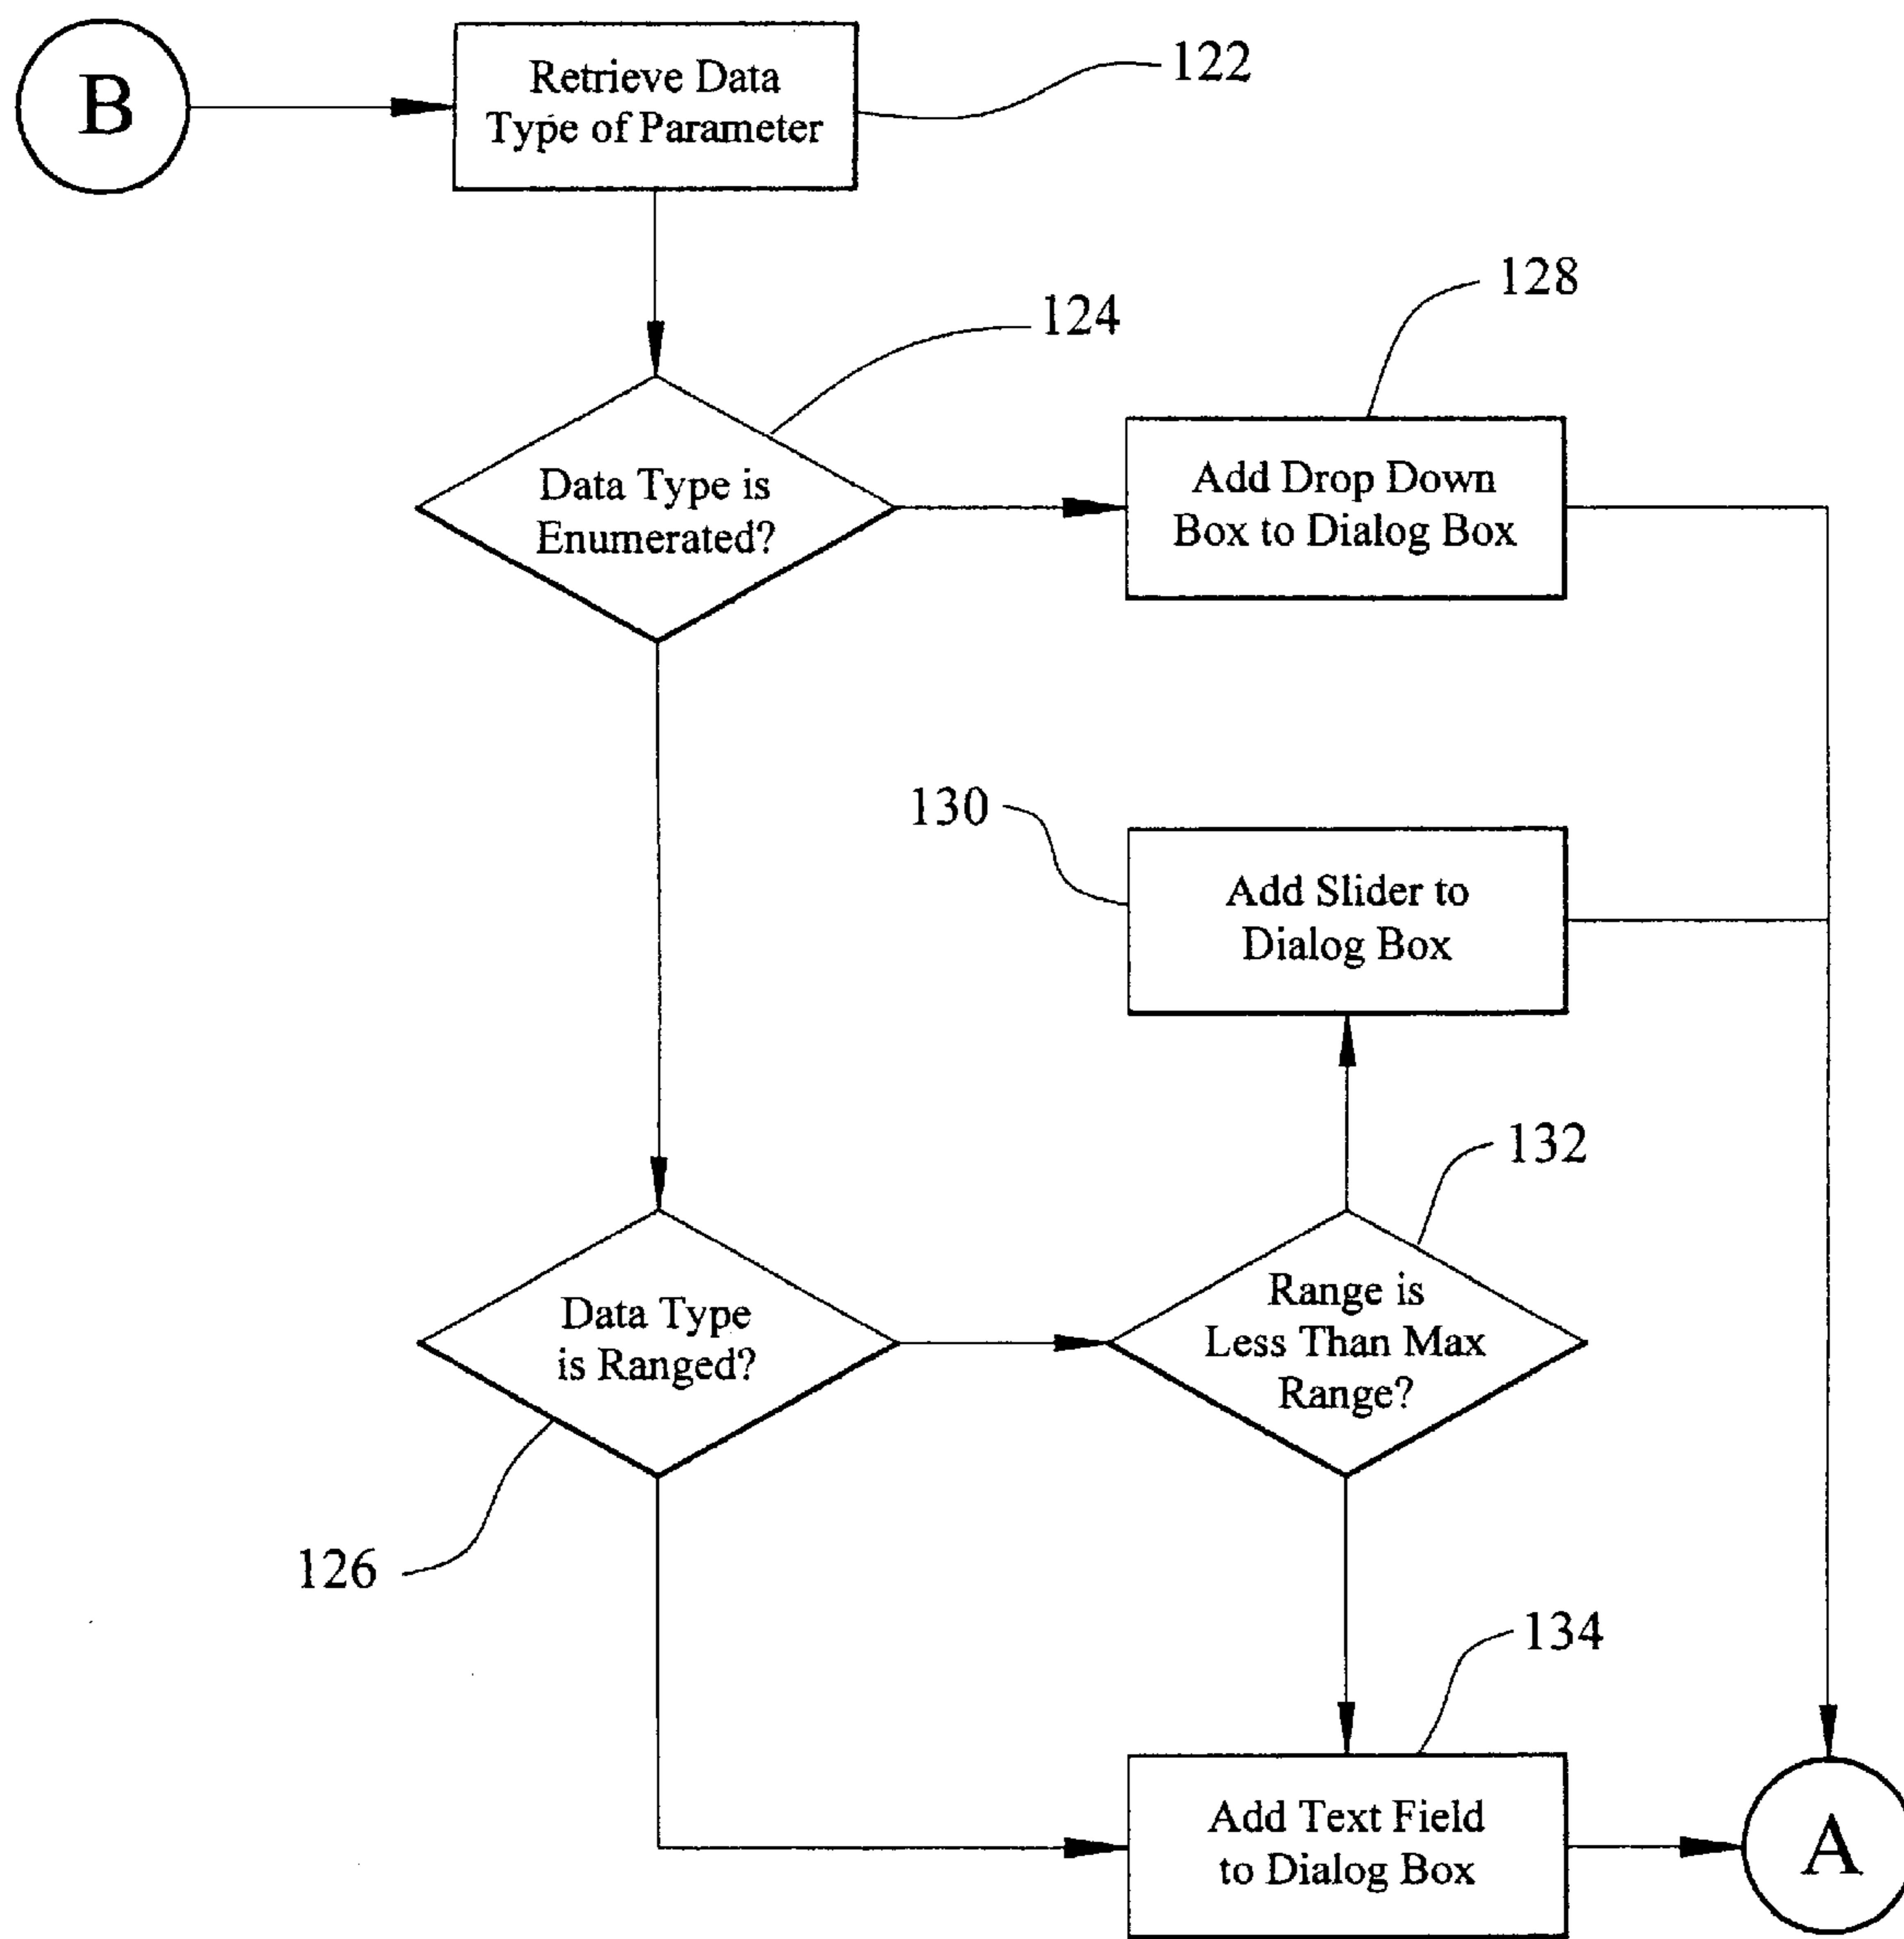 B
Retrieve Data
Type of Parameter
122
124
Data Type is
Enumerated?
128
Add Drop Down
Box to Dialog Box
130
Add Slider to
Dialog Box
132
Data Type
is Ranged?
Range is
Less Than Max
Range?
126
134
Add Text Field
to Dialog Box
A